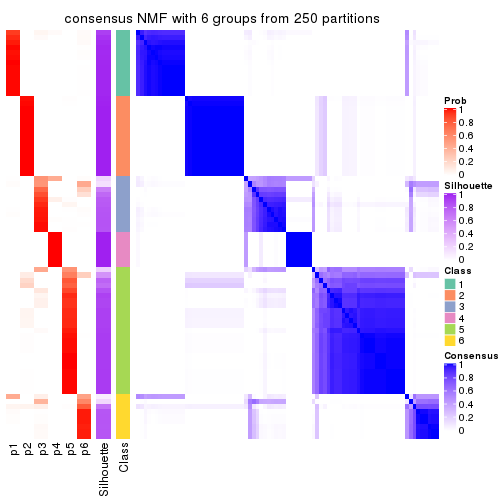 consensus NMF with 6 groups from 250 partitions
Prob
1
0.8
0.6
0.4
0.2
0
Silhouette
1
0.8
0.6
0.4
0.2
0
Class
1
2
3
4
5
6
Consensus
1
0.8
0.6
0.4
0.2
0
p1
p2
p3
p4
p5
p6
Silhouette
Class